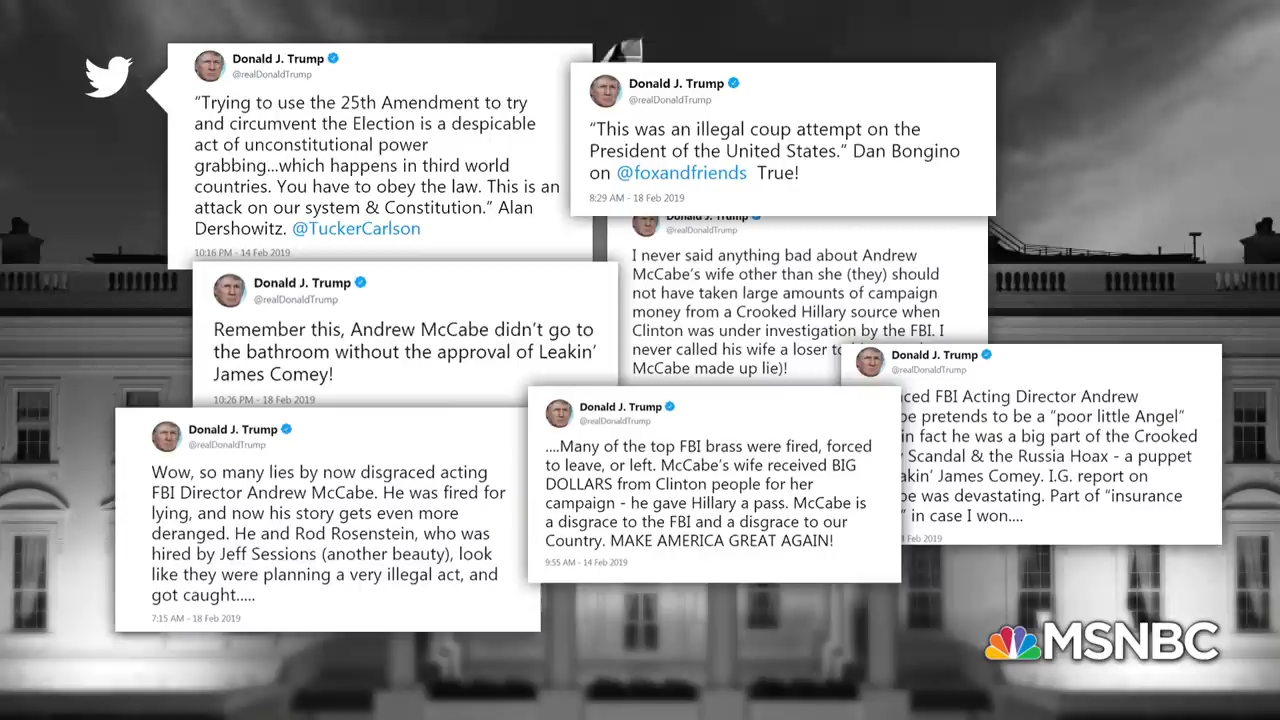 Donald J. Trump
@realDonaldTrump
“Trying to use the 25th Amendment to try
and circumvent the Election is a despicable
act of unconstitutional power
grabbing...which happens in third world
countries. You have to obey the law. This is an
attack on our system & Constitution.” Alan
Dershowitz. @TuckerCarlson
10:16 PM - 14 Feb 2019
Donald J. Trump
@realDonaldTrump
“This was an illegal coup attempt on the
President of the United States.” Dan Bongino
on @foxandfriends True!
8:29 AM - 18 Feb 2019
Donald J. Trump
@realDonaldTrump
I never said anything bad about Andrew
McCabe’s wife other than she (they) should
not have taken large amounts of campaign
money from a Crooked Hillary source when
Clinton was under investigation by the FBI. I
never called his wife a loser to
McCabe made up lie)!
Donald J. Trump
@realDonaldTrump
Remember this, Andrew McCabe didn’t go to
the bathroom without the approval of Leakin’
James Comey!
10:26 PM - 18 Feb 2019
Donald J. Trump
@realDonaldTrump
FBI Acting Director Andrew
pretends to be a “poor little Angel”
in fact he was a big part of the Crooked
Scandal & the Russia Hoax - a puppet
James Comey. I.G. report on
was devastating. Part of “insurance
” in case I won....
Feb 2019
Donald J. Trump
@realDonaldTrump
....Many of the top FBI brass were fired, forced
to leave, or left. McCabe’s wife received BIG
DOLLARS from Clinton people for her
campaign - he gave Hillary a pass. McCabe is
a disgrace to the FBI and a disgrace to our
Country. MAKE AMERICA GREAT AGAIN!
9:55 AM - 14 Feb 2019
Donald J. Trump
@realDonaldTrump
Wow, so many lies by now disgraced acting
FBI Director Andrew McCabe. He was fired for
lying, and now his story gets even more
deranged. He and Rod Rosenstein, who was
hired by Jeff Sessions (another beauty), look
like they were planning a very illegal act, and
got caught.....
7:15 AM - 18 Feb 2019
MSNBC